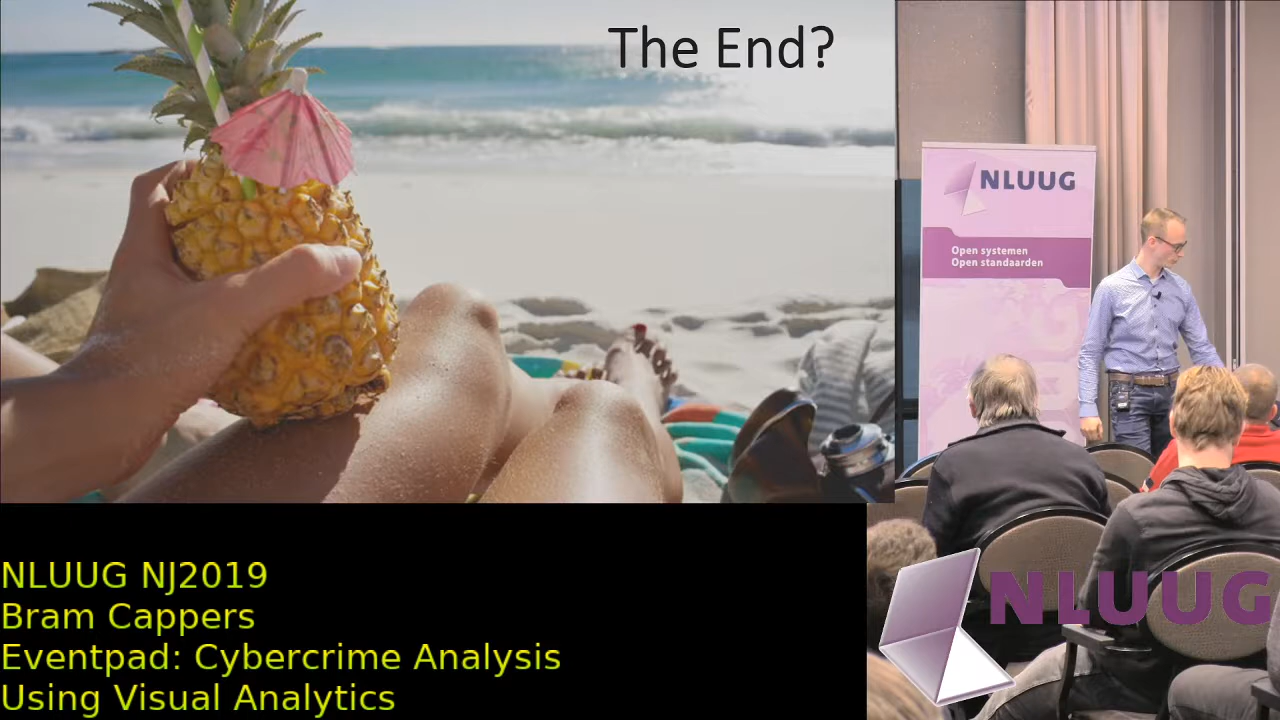 The End?
NLUUG
Open systemen
Open standaarden
NLUUG NJ2019
Bram Cappers
Eventpad: Cybercrime Analysis
Using Visual Analytics
NLUUG